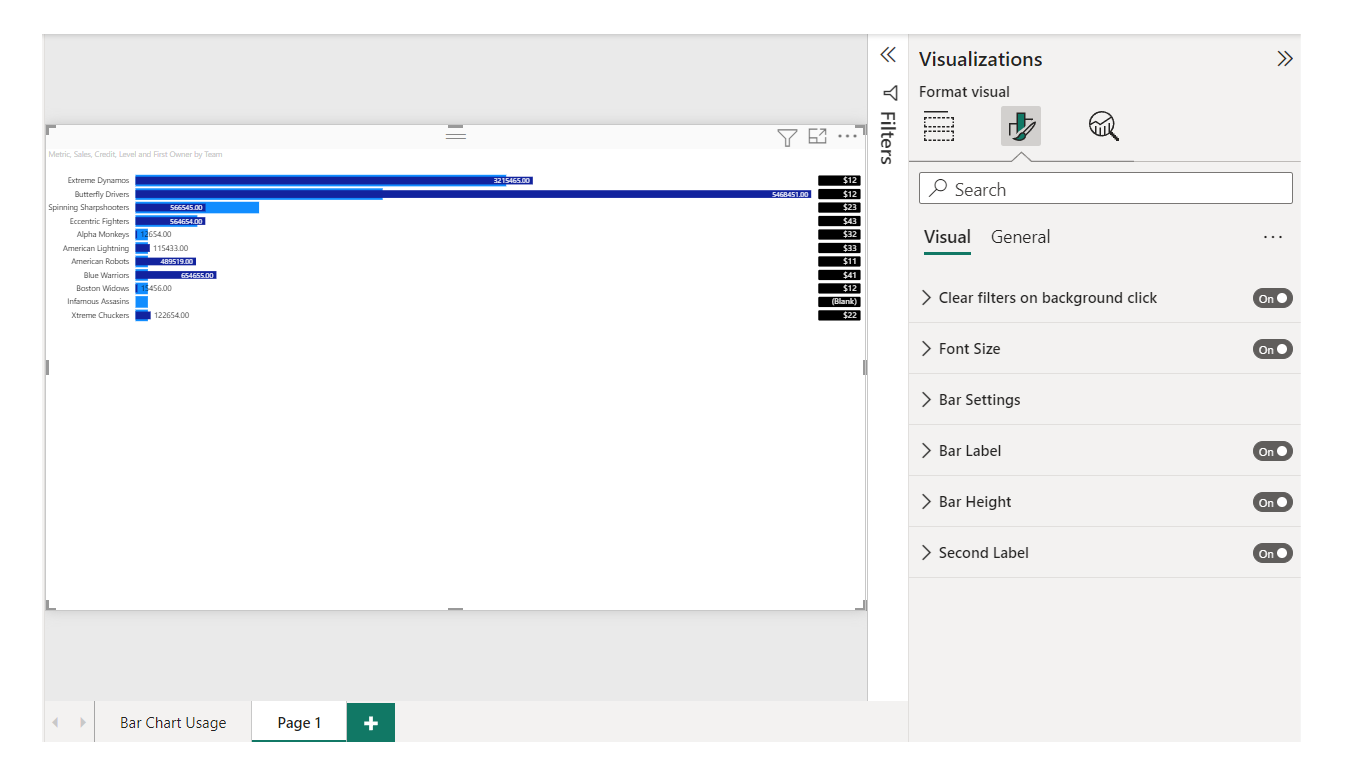 Metric, Sales, Credit, Level and First Owner by Team
Extreme Dynamos 3215465.00 $12
Butterfly Drivers 5468451.00 $12
Spinning Sharpshooters 566545.00 $23
Eccentric Fighters 564654.00 $43
Alpha Monkeys 12654.00 $32
American Lightning 115433.00 $33
American Robots 489519.00 $11
Blue Warriors 654655.00 $41
Boston Widows 15456.00 $12
Infamous Assasins (Blank)
Xtreme Chuckers 122654.00 $22
Bar Chart Usage
Page 1
Filters
Visualizations
Format visual
Search
Visual General
Clear filters on background click On
Font Size On
Bar Settings
Bar Label On
Bar Height On
Second Label On